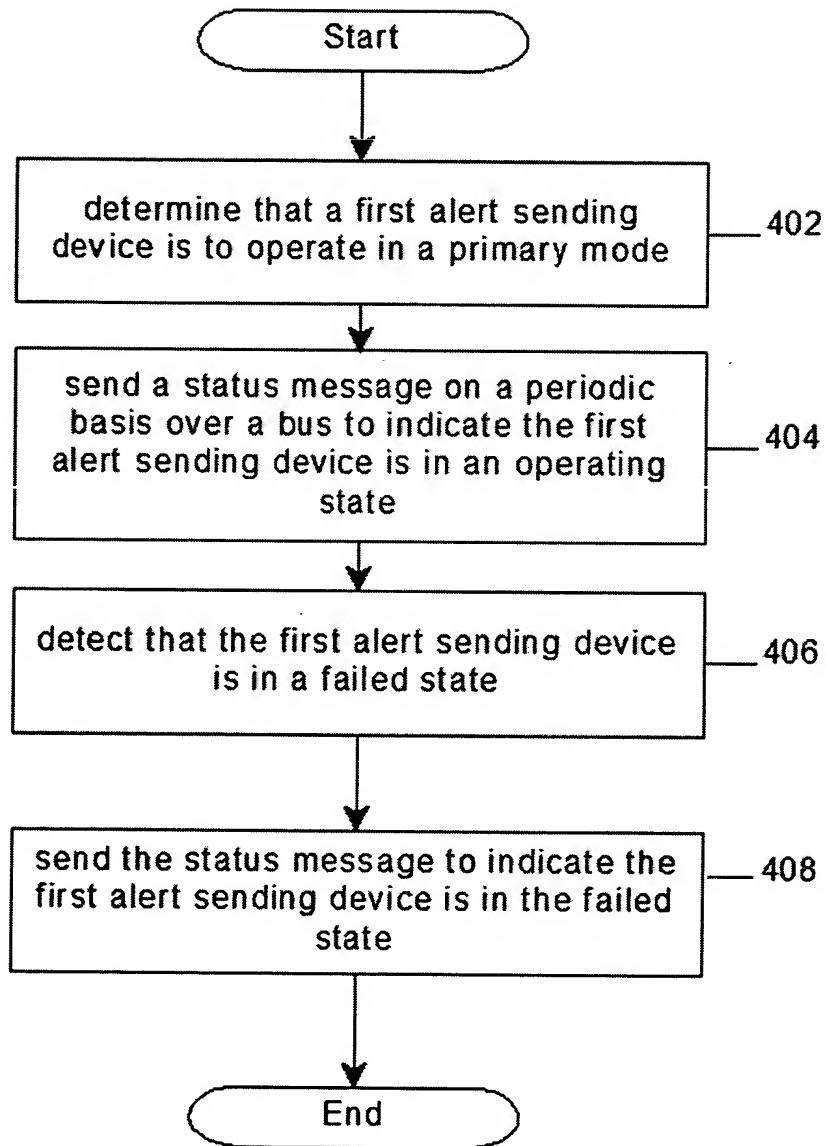 Start
determine that a first alert sending
device is to operate in a primary mode
402
send a status message on a periodic
basis over a bus to indicate the first
alert sending device is in an operating
state
404
detect that the first alert sending device
is in a failed state
406
send the status message to indicate the
first alert sending device is in the failed
state
408
End